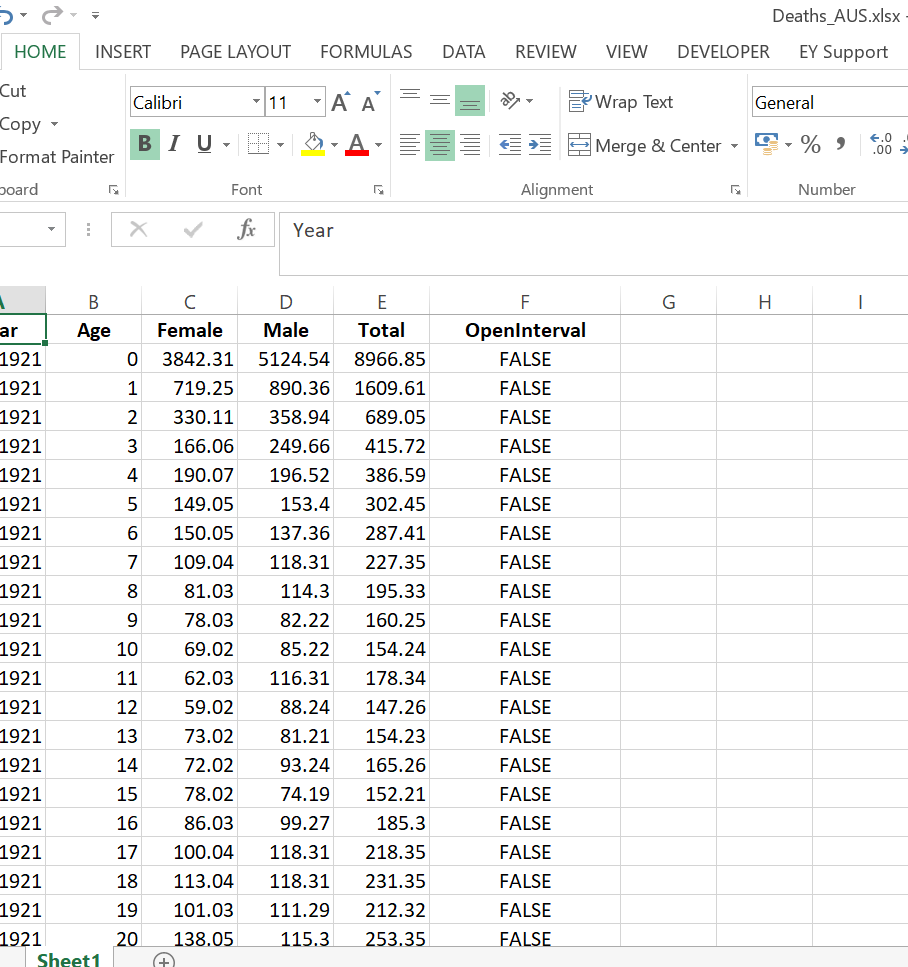 Deaths_AUS.xlsx -
HOME INSERT PAGE LAYOUT FORMULAS DATA REVIEW VIEW DEVELOPER EY Support
Cut
Copy
Format Painter
Calibri 11
B I U A
Wrap Text
Merge & Center
General
% ,
board Font Alignment Number
fx Year
A B C D E F G H I
ar Age Female Male Total OpenInterval
1921 0 3842.31 5124.54 8966.85 FALSE
1921 1 719.25 890.36 1609.61 FALSE
1921 2 330.11 358.94 689.05 FALSE
1921 3 166.06 249.66 415.72 FALSE
1921 4 190.07 196.52 386.59 FALSE
1921 5 149.05 153.4 302.45 FALSE
1921 6 150.05 137.36 287.41 FALSE
1921 7 109.04 118.31 227.35 FALSE
1921 8 81.03 114.3 195.33 FALSE
1921 9 78.03 82.22 160.25 FALSE
1921 10 69.02 85.22 154.24 FALSE
1921 11 62.03 116.31 178.34 FALSE
1921 12 59.02 88.24 147.26 FALSE
1921 13 73.02 81.21 154.23 FALSE
1921 14 72.02 93.24 165.26 FALSE
1921 15 78.02 74.19 152.21 FALSE
1921 16 86.03 99.27 185.3 FALSE
1921 17 100.04 118.31 218.35 FALSE
1921 18 113.04 118.31 231.35 FALSE
1921 19 101.03 111.29 212.32 FALSE
1921 20 138.05 115.3 253.35 FALSE
Sheet1